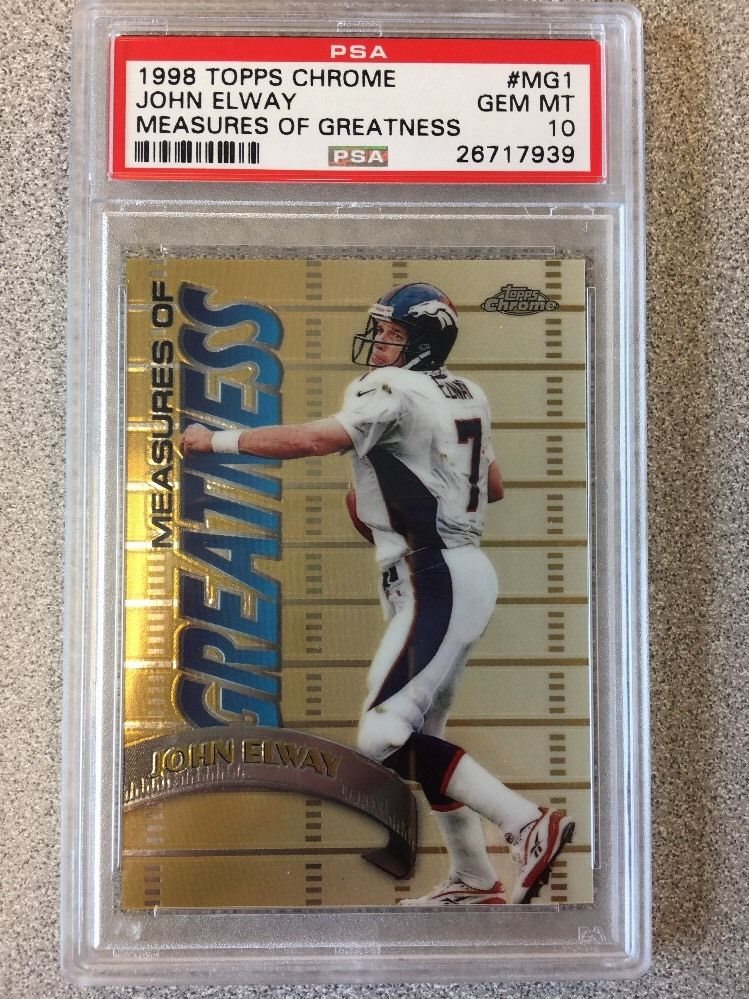 PSA
1998 TOPPS CHROME #MG1
JOHN ELWAY GEM MT
MEASURES OF GREATNESS 10
PSA 26717939
Topps
Chrome
MEASURES OF
GREATNESS
ELWAY
7
JOHN ELWAY